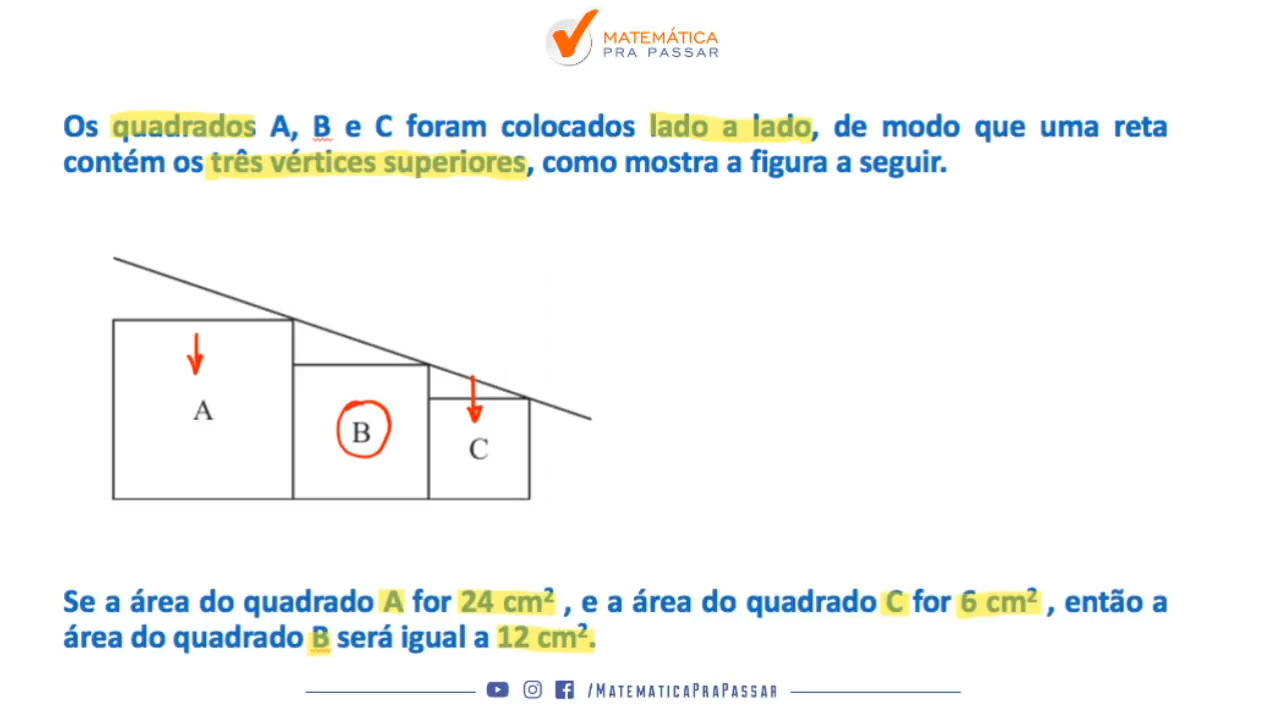 MATEMÁTICA
PRA PASSAR
Os quadrados A, B e C foram colocados lado a lado, de modo que uma reta
contém os três vértices superiores, como mostra a figura a seguir.
A
B
C
Se a área do quadrado A for 24 cm², e a área do quadrado C for 6 cm², então a
área do quadrado B será igual a 12 cm².
/MATEMATICAPRAPASSAR